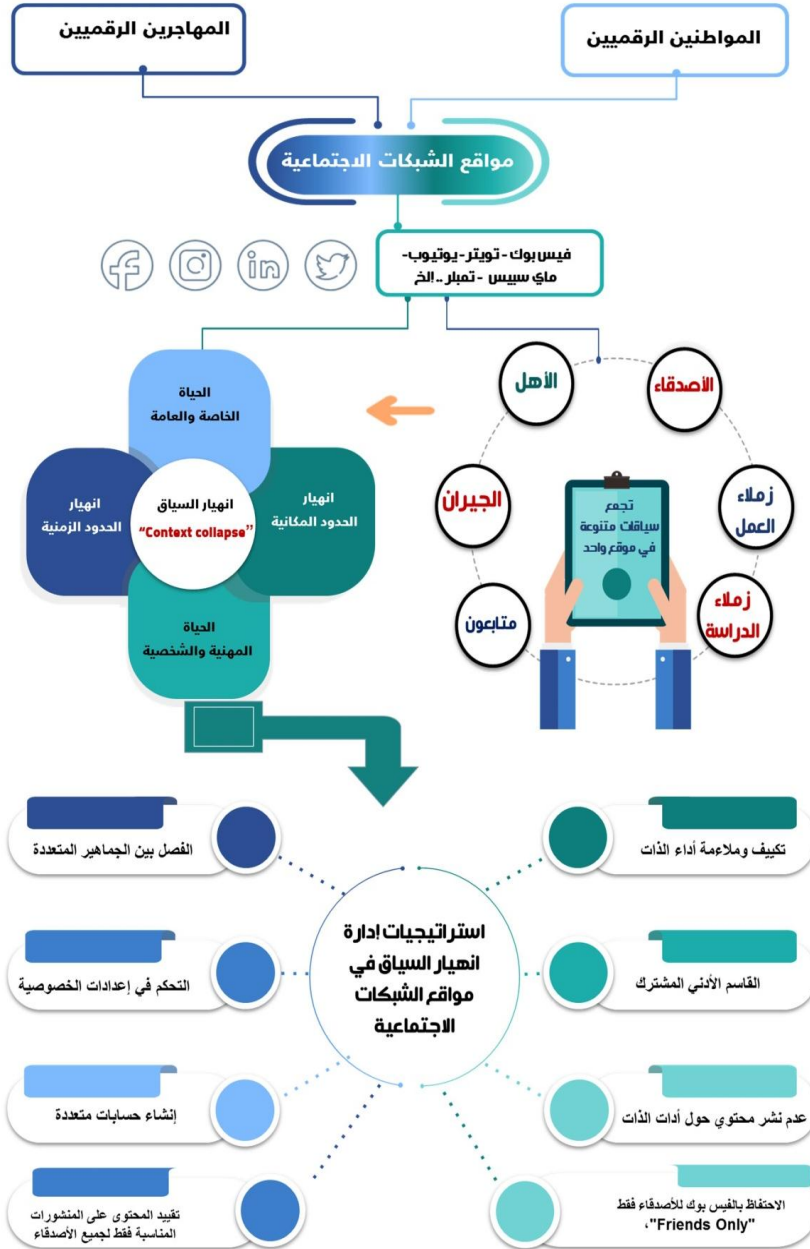 المواطنين الرقميين
المهاجرين الرقميين
مواقع الشبكات الاجتماعية
فيس بوك - تويتر - يوتيوب -
ماي سبيس - تمبلر .. إلخ
الأصدقاء
الأهل
زملاء
العمل
الجيران
زملاء
الدراسة
متابعون
تجمع
سياقات متنوعة
في موقع واحد
الحياة
الخاصة والعامة
انهيار
الحدود المكانية
انهيار السياق
“Context collapse”
انهيار
الحدود الزمنية
الحياة
المهنية والشخصية
استراتيجيات إدارة
انهيار السياق في
مواقع الشبكات
الاجتماعية
تكييف وملاءمة أداء الذات
القاسم الأدني المشترك
عدم نشر محتوي حول أدات الذات
الاحتفاظ بالفيس بوك للأصدقاء فقط
"Friends Only"،
الفصل بين الجماهير المتعددة
التحكم في إعدادات الخصوصية
إنشاء حسابات متعددة
تقييد المحتوى على المنشورات
المناسبة فقط لجميع الأصدقاء